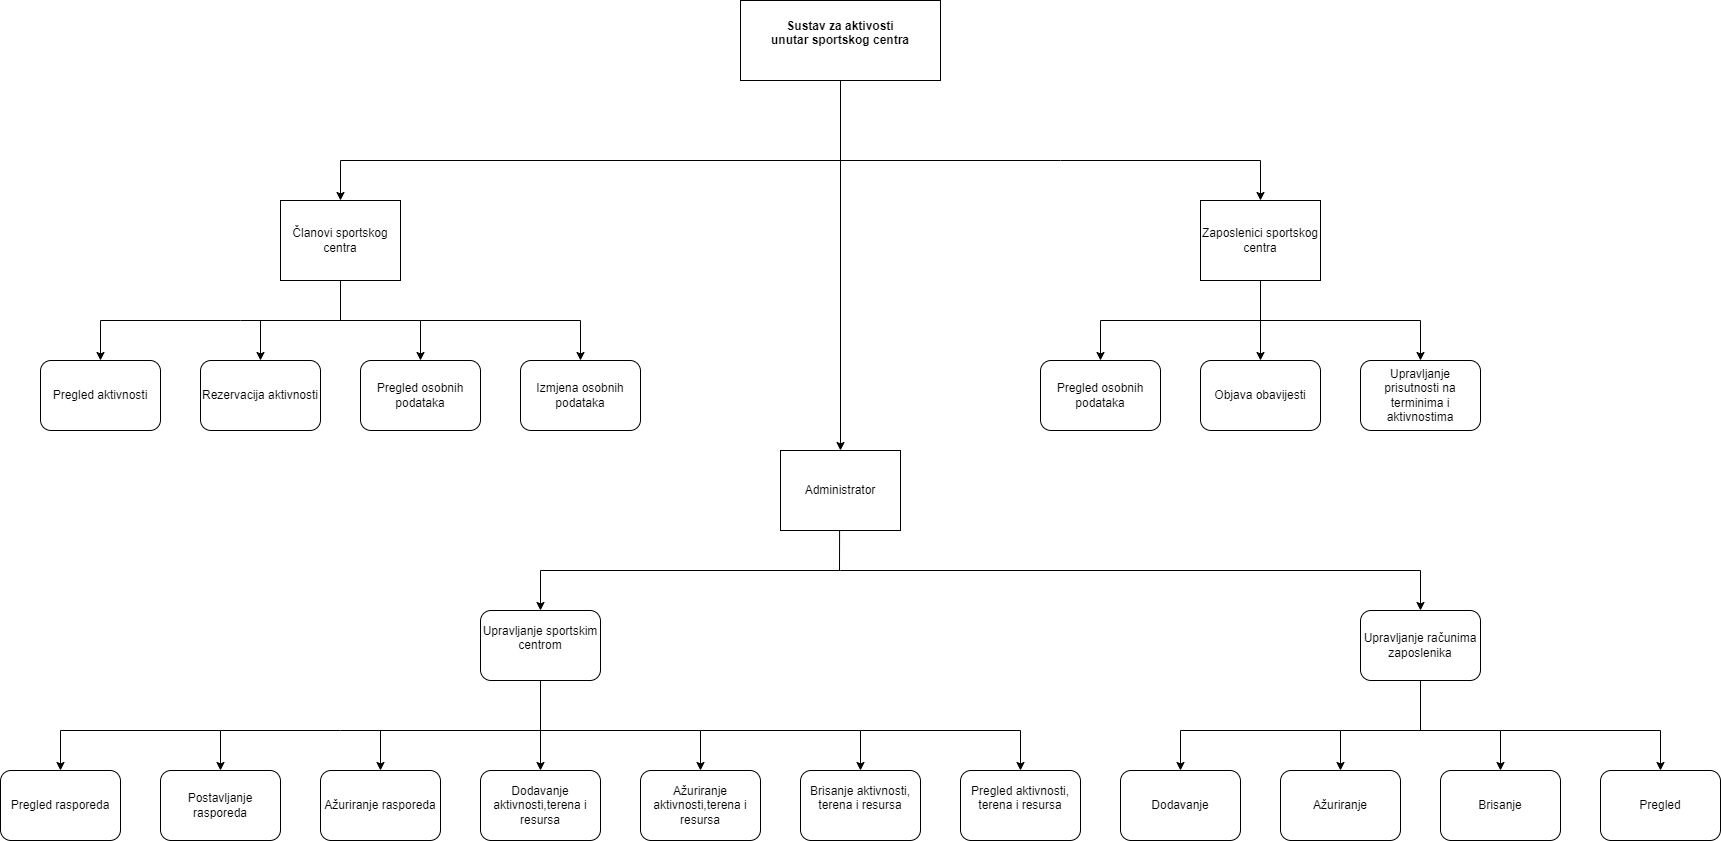 Sustav za aktivosti
unutar sportskog centra
Članovi sportskog
centra
Zaposlenici sportskog
centra
Pregled aktivnosti
Rezervacija aktivnosti
Pregled osobnih
podataka
Izmjena osobnih
podataka
Pregled osobnih
podataka
Objava obavijesti
Upravljanje
prisutnosti na
terminima i
aktivnostima
Administrator
Upravljanje sportskim
centrom
Upravljanje računima
zaposlenika
Pregled rasporeda
Postavljanje
rasporeda
Ažuriranje rasporeda
Dodavanje
aktivnosti,terena i
resursa
Ažuriranje
aktivnosti,terena i
resursa
Brisanje aktivnosti,
terena i resursa
Pregled aktivnosti,
terena i resursa
Dodavanje
Ažuriranje
Brisanje
Pregled